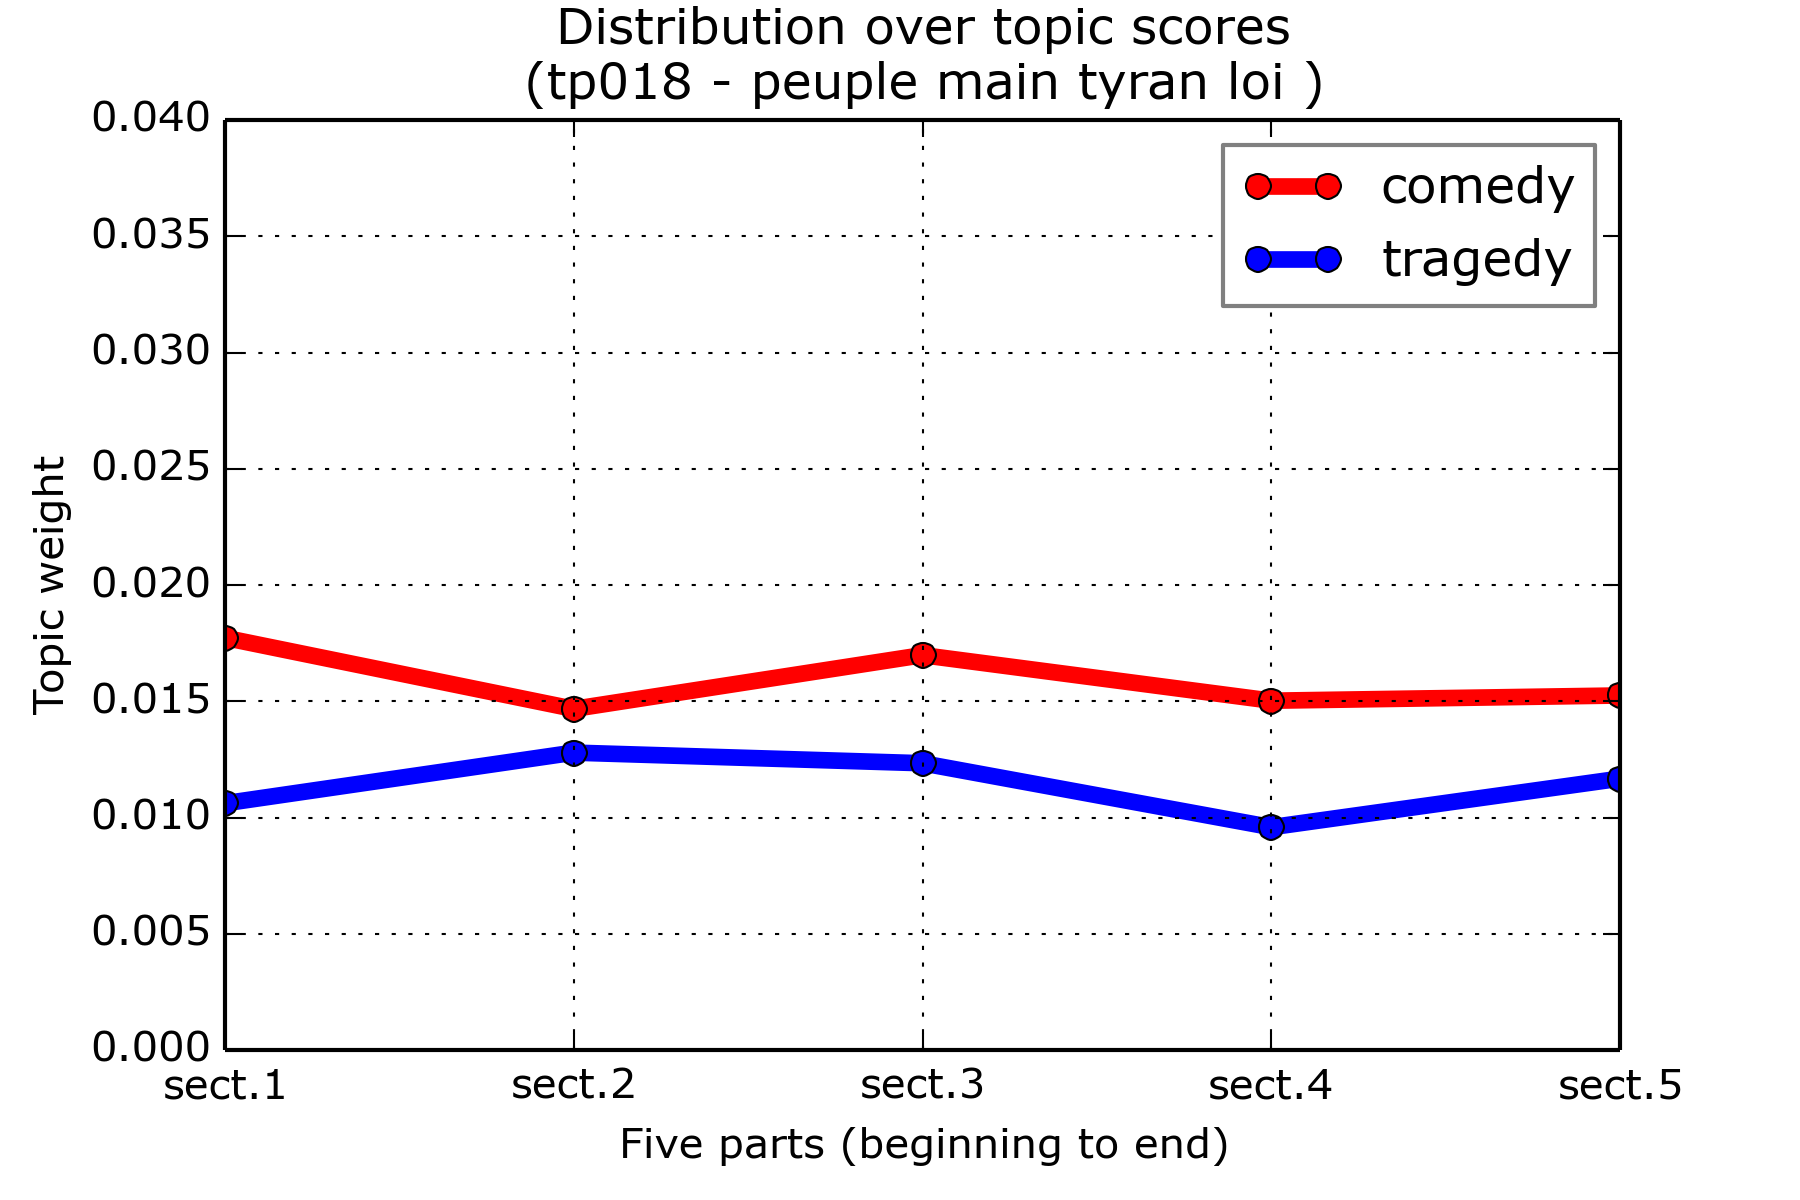 Distribution over topic scores
(tp018 - peuple main tyran loi )
0.040
0.035
0.030
0.025
0.020
0.015
0.010
0.005
0.000
Topic weight
comedy
tragedy
sect.1 sect.2 sect.3 sect.4 sect.5
Five parts (beginning to end)